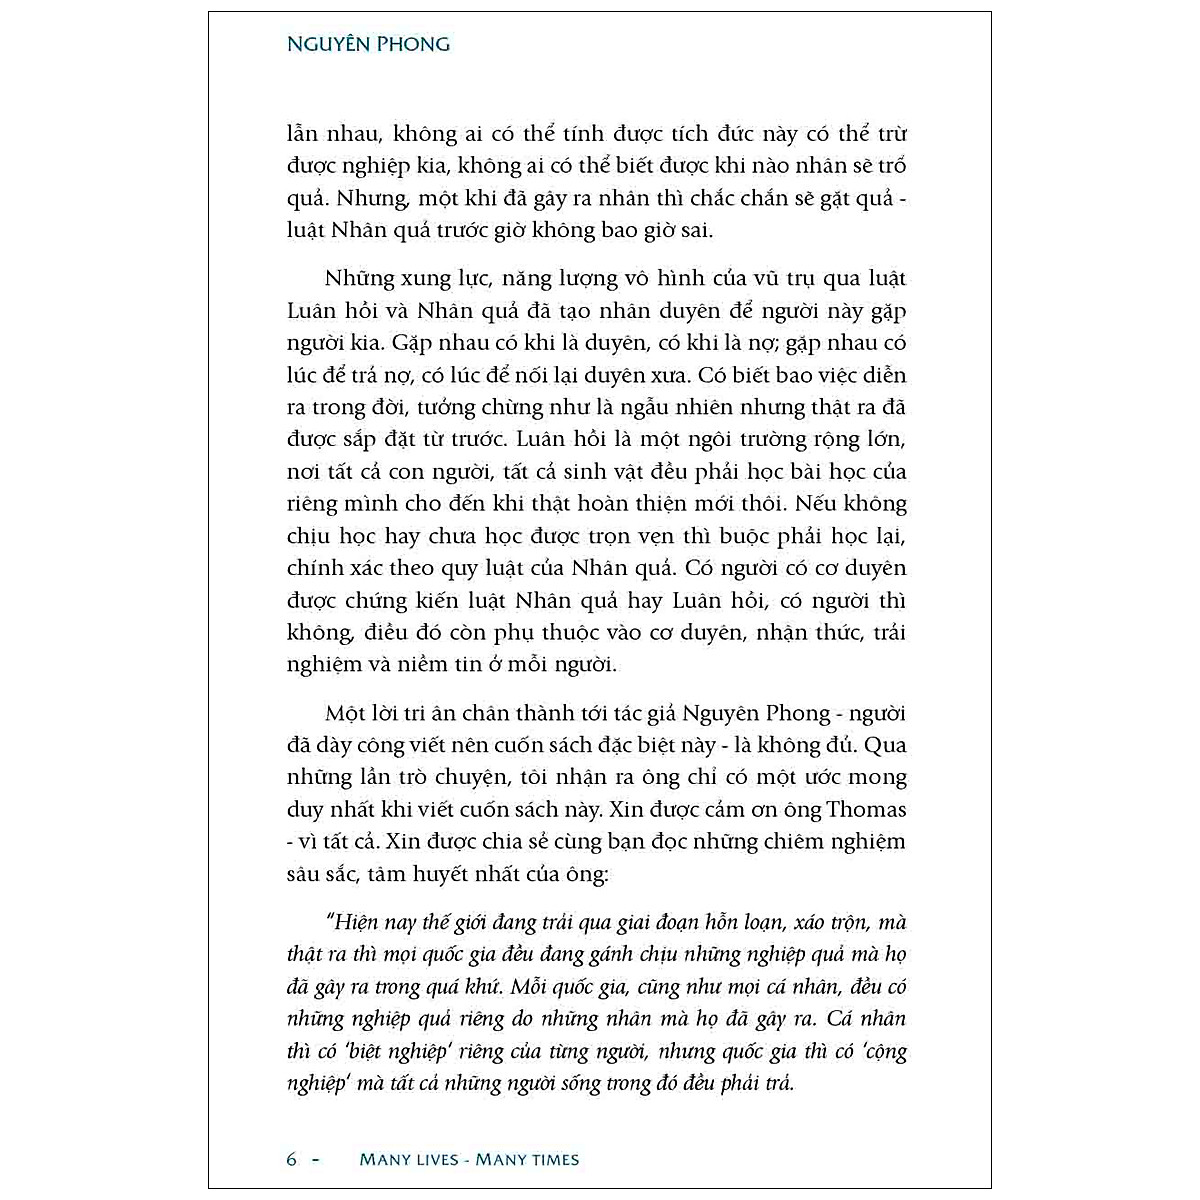 NGUYÊN PHONG
lẫn nhau, không ai có thể tính được tích đức này có thể trừ
được nghiệp kia, không ai có thể biết được khi nào nhân sẽ trổ
quả. Nhưng, một khi đã gây ra nhân thì chắc chắn sẽ gặt quả -
luật Nhân quả trước giờ không bao giờ sai.
Những xung lực, năng lượng vô hình của vũ trụ qua luật
Luân hồi và Nhân quả đã tạo nhân duyên để người này gặp
người kia. Gặp nhau có khi là duyên, có khi là nợ; gặp nhau có
lúc để trả nợ, có lúc để nối lại duyên xưa. Có biết bao việc diễn
ra trong đời, tưởng chừng như là ngẫu nhiên nhưng thật ra đã
được sắp đặt từ trước. Luân hồi là một ngôi trường rộng lớn,
nơi tất cả con người, tất cả sinh vật đều phải học bài học của
riêng mình cho đến khi thật hoàn thiện mới thôi. Nếu không
chịu học hay chưa học được trọn vẹn thì buộc phải học lại,
chính xác theo quy luật của Nhân quả. Có người có cơ duyên
được chứng kiến luật Nhân quả hay Luân hồi, có người thì
không, điều đó còn phụ thuộc vào cơ duyên, nhận thức, trải
nghiệm và niềm tin ở mỗi người.
Một lời tri ân chân thành tới tác giả Nguyên Phong - người
đã dày công viết nên cuốn sách đặc biệt này - là không đủ. Qua
những lần trò chuyện, tôi nhận ra ông chỉ có một ước mong
duy nhất khi viết cuốn sách này. Xin được cảm ơn ông Thomas
- vì tất cả. Xin được chia sẻ cùng bạn đọc những chiêm nghiệm
sâu sắc, tâm huyết nhất của ông:
“Hiện nay thế giới đang trải qua giai đoạn hỗn loạn, xáo trộn, mà
thật ra thì mọi quốc gia đều đang gánh chịu những nghiệp quả mà họ
đã gây ra trong quá khứ. Mỗi quốc gia, cũng như mọi cá nhân, đều có
những nghiệp quả riêng do những nhân mà họ đã gây ra. Cá nhân
thì có ‘biệt nghiệp’ riêng của từng người, nhưng quốc gia thì có ‘cộng
nghiệp’ mà tất cả những người sống trong đó đều phải trả.
6 - MANY LIVES - MANY TIMES